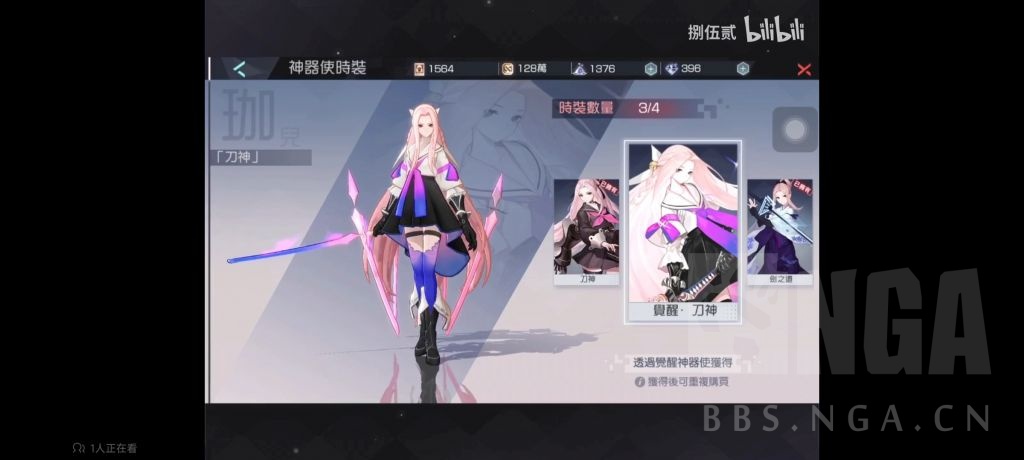 捌伍贰 bilibili
神器使時裝
1564
128萬
1376
396
時裝數量 3/4
珈兒
「刀神」
已擁有
已擁有
刀神
覺醒·刀神
劍之道
透過覺醒神器使獲得
獲得後可重複購買
NGA
BBS.NGA.CN
1人正在看